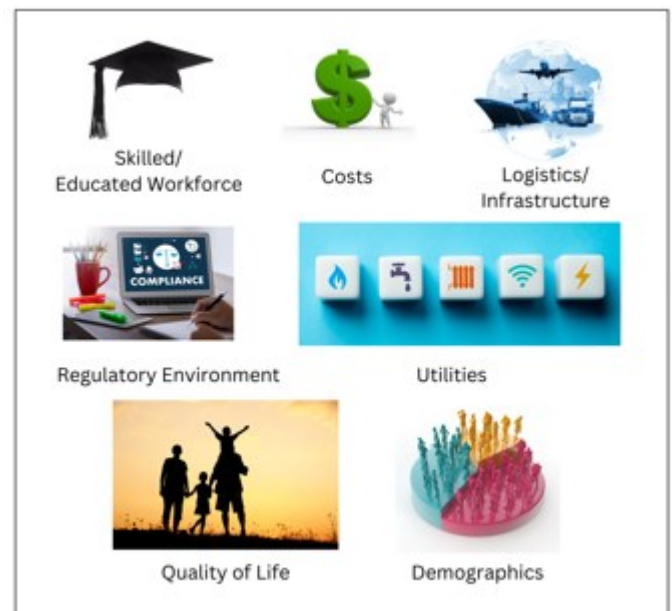 Skilled/
Educated Workforce
Costs
Logistics/
Infrastructure
COMPLIANCE
Regulatory Environment
Utilities
Quality of Life
Demographics